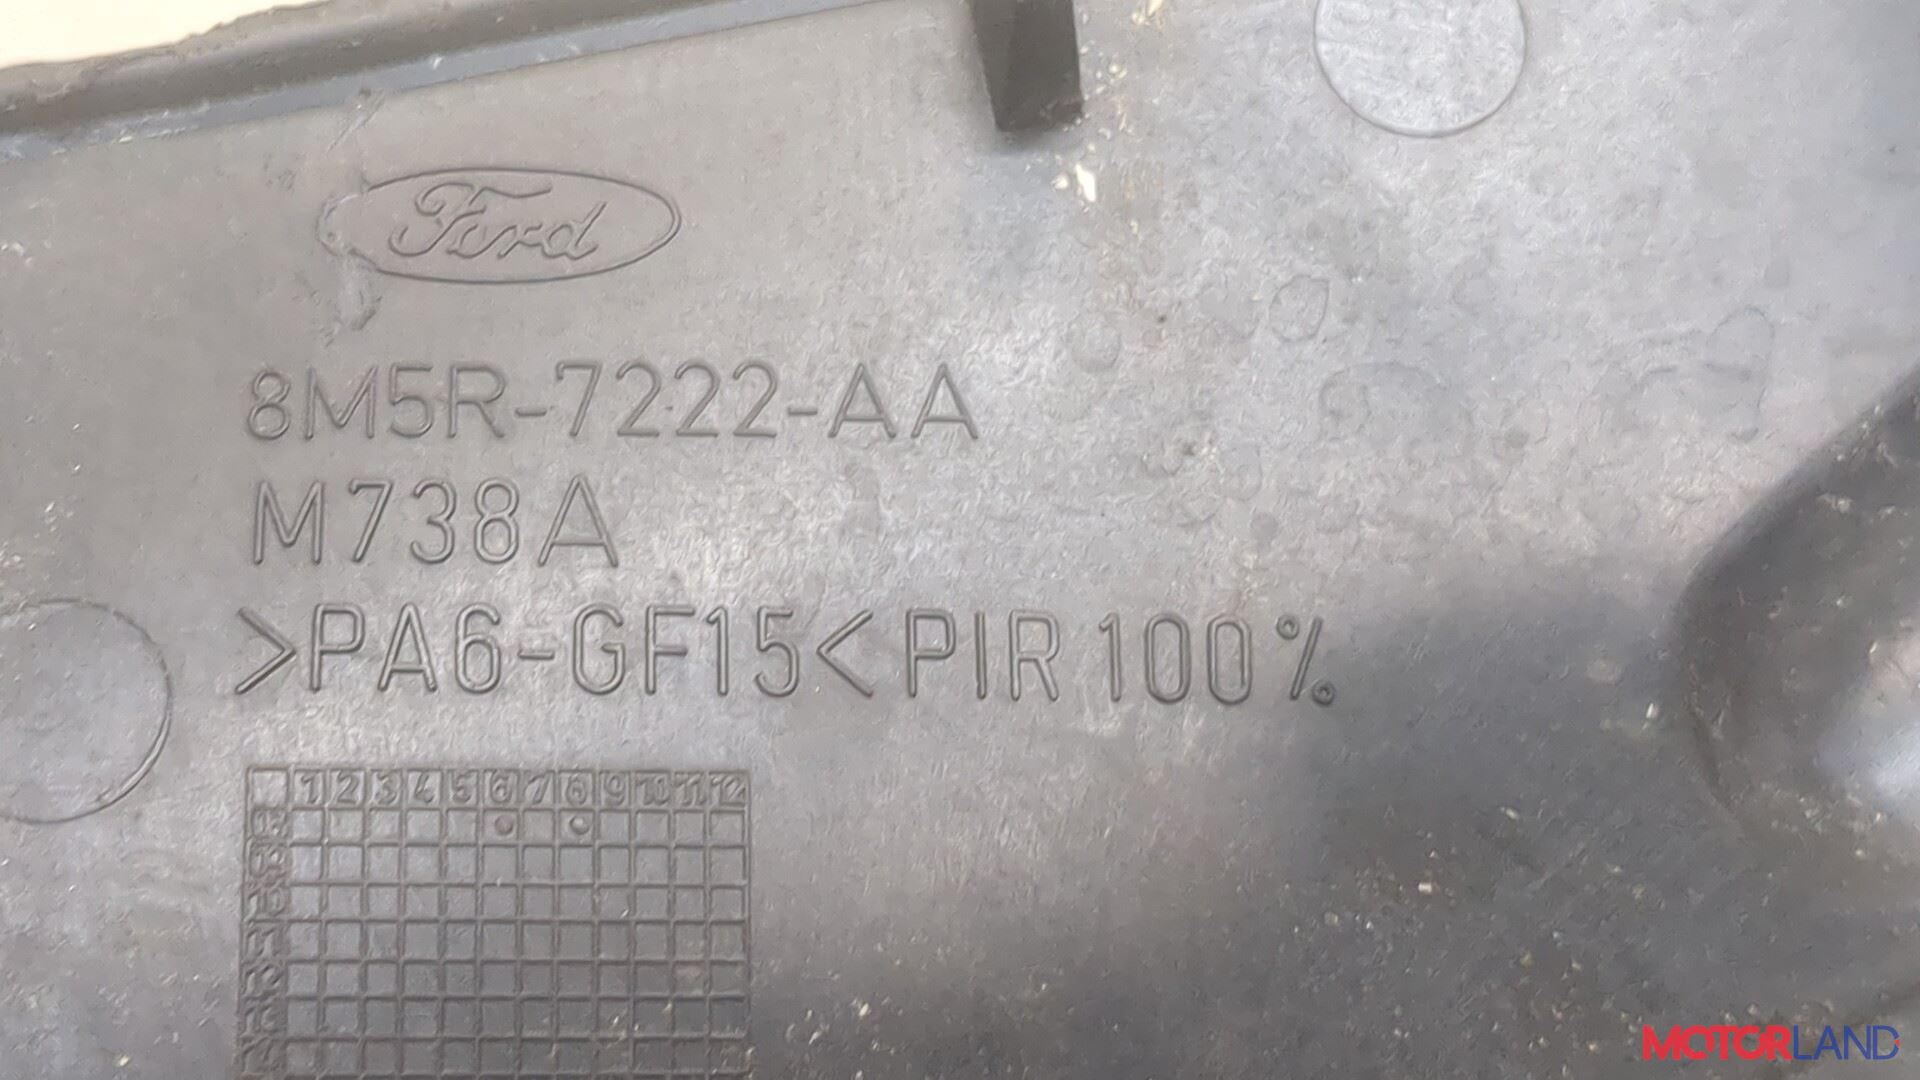 Ford
8M5R-7222-AA
M738A
>PA6-GF15< PIR 100%
1 2 3 4 5 6 7 8 9 10 11 12
MOTORLAND